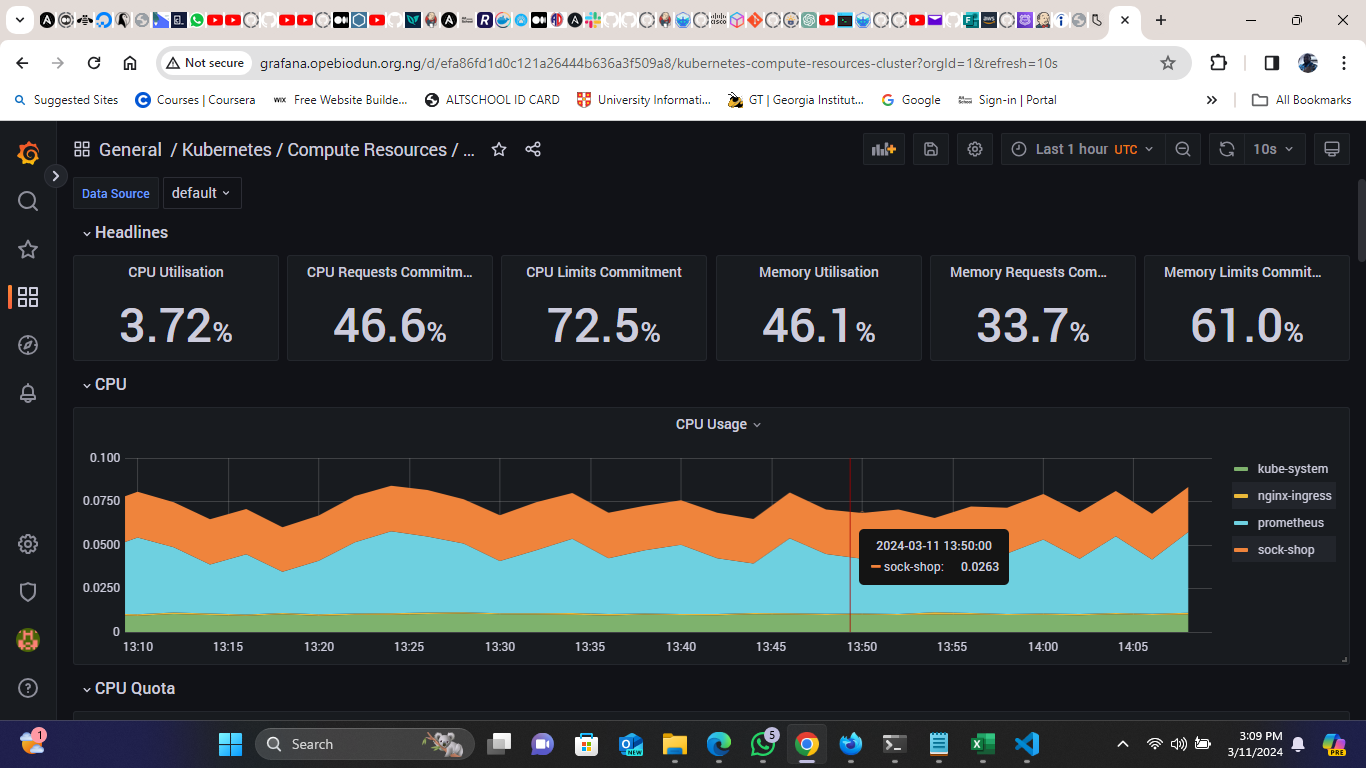 Not secure
grafana.opebiodun.org.ng/d/efa86fd1d0c121a26444b636a3f509a8/kubernetes-compute-resources-cluster?orgId=1&refresh=10s
Suggested Sites
Courses | Coursera
WIX Free Website Builde...
ALTSCHOOL ID CARD
University Informati...
GT | Georgia Institut...
Google
Sign-in | Portal
»
All Bookmarks
General / Kubernetes / Compute Resources / ...
Last 1 hour UTC
10s
Data Source
default
Headlines
CPU Utilisation
3.72%
CPU Requests Commitm...
46.6%
CPU Limits Commitment
72.5%
Memory Utilisation
46.1%
Memory Requests Com...
33.7%
Memory Limits Commit...
61.0%
CPU
CPU Usage
0.100
0.0750
0.0500
0.0250
0
13:10 13:15 13:20 13:25 13:30 13:35 13:40 13:45 13:50 13:55 14:00 14:05
kube-system
nginx-ingress
prometheus
sock-shop
2024-03-11 13:50:00
sock-shop: 0.0263
CPU Quota
1
Search
NEW
5
3:09 PM
3/11/2024
PRE